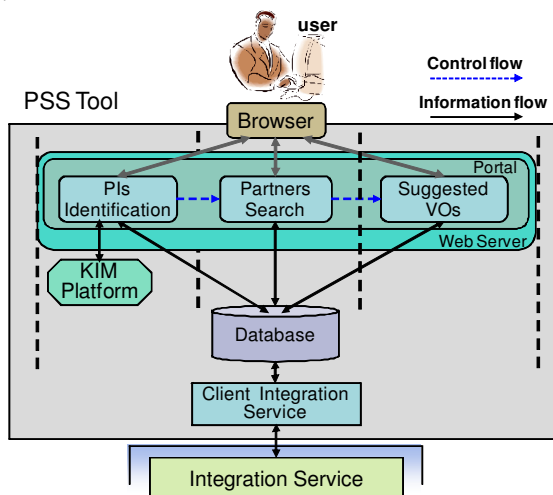 user
Control flow
PSS Tool
Information flow
Browser
Portal
PIs
Identification
Partners
Search
Suggested
VOs
Web Server
KIM
Platform
Database
Client Integration
Service
Integration Service